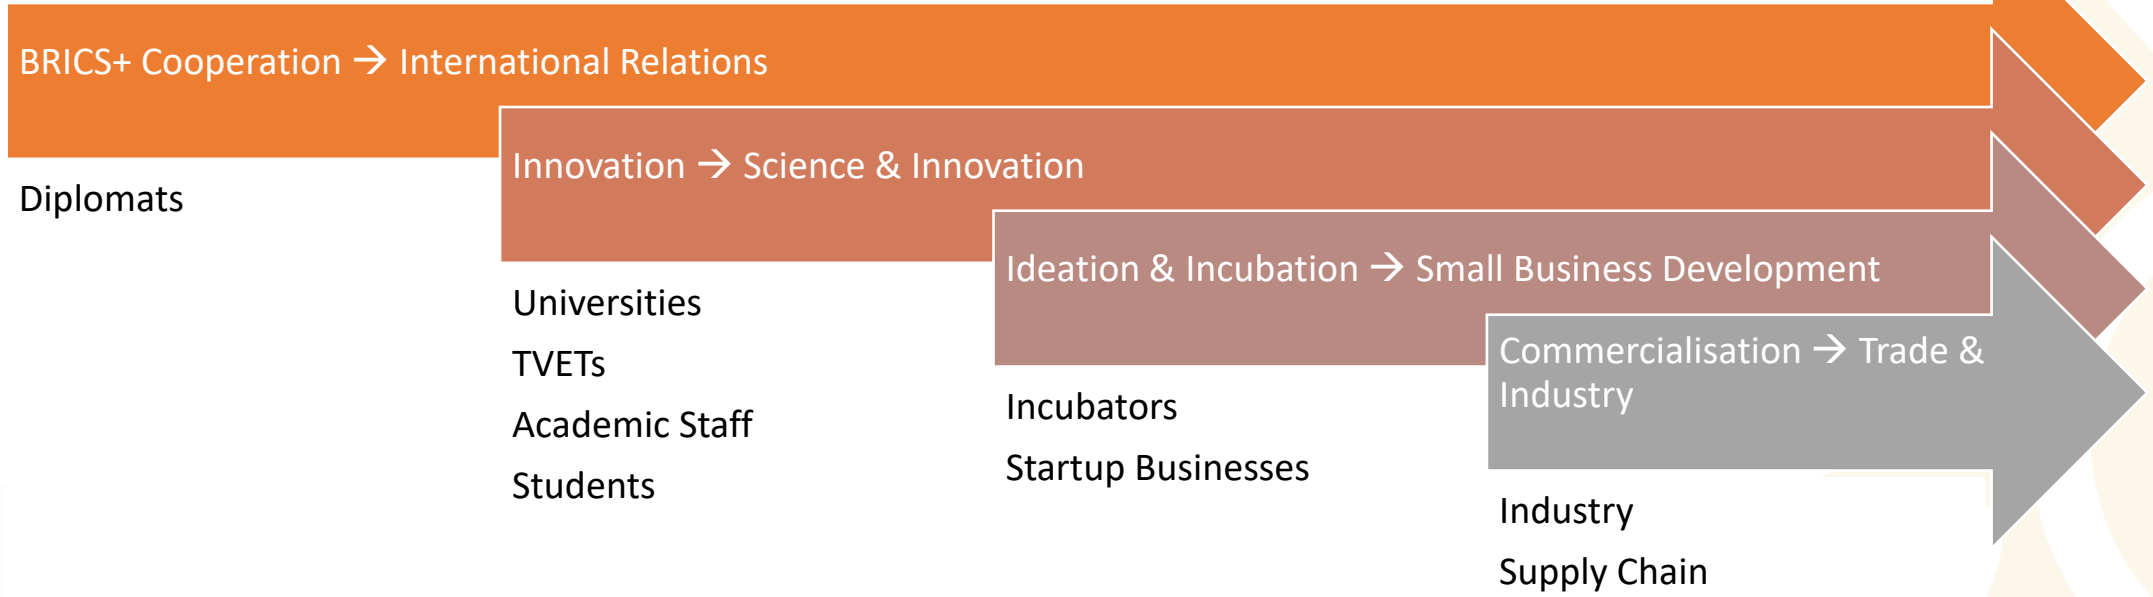 BRICS+ Cooperation → International Relations
Diplomats
Innovation → Science & Innovation
Universities
TVETs
Academic Staff
Students
Ideation & Incubation → Small Business Development
Incubators
Startup Businesses
Commercialisation → Trade &
Industry
Industry
Supply Chain